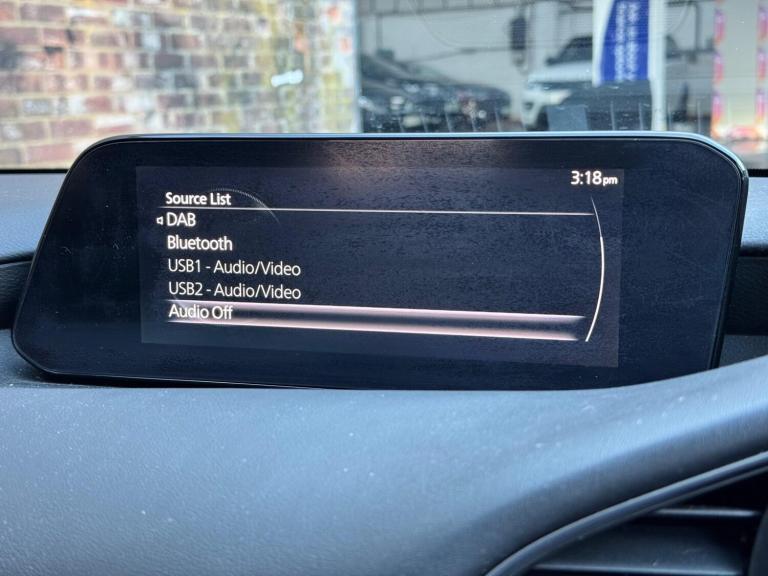 3:18pm
Source List
DAB
Bluetooth
USB1 - Audio/Video
USB2 - Audio/Video
Audio Off